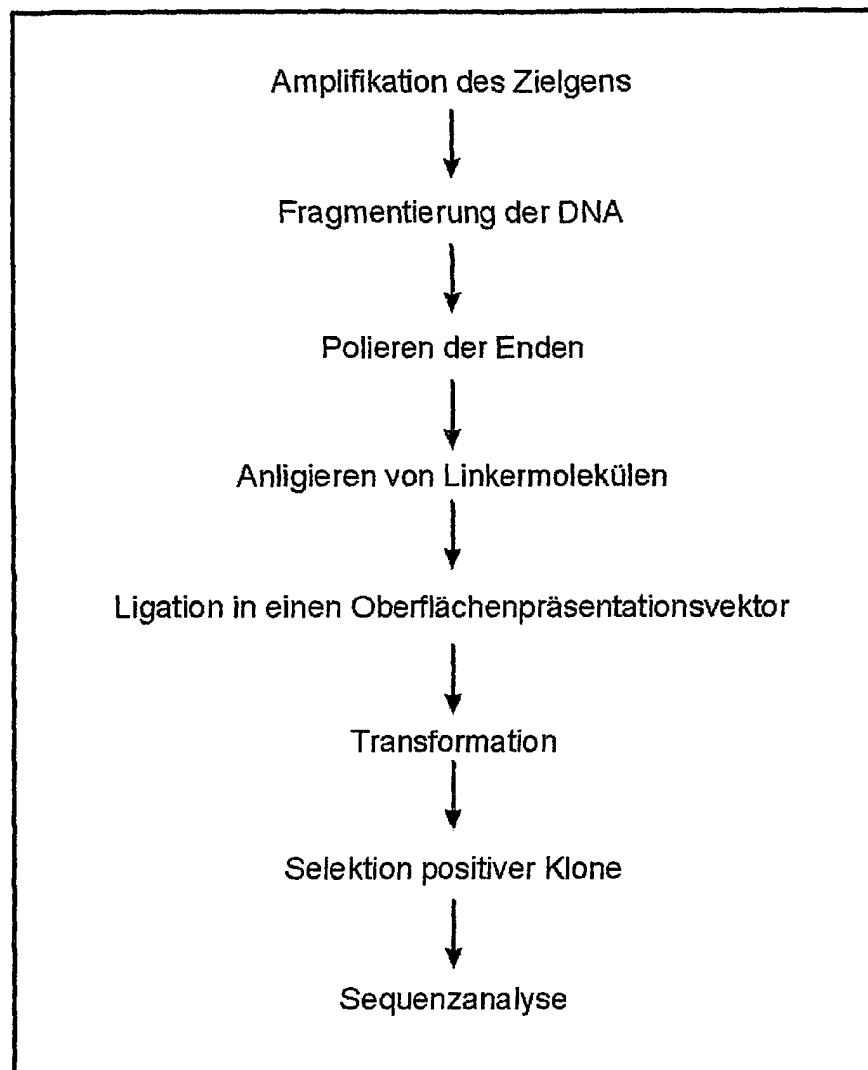 Amplifikation des Zielgens
Fragmentierung der DNA
Polieren der Enden
Anligieren von Linkermolekülen
Ligation in einen Oberflächenpräsentationsvektor
Transformation
Selektion positiver Klone
Sequenzanalyse